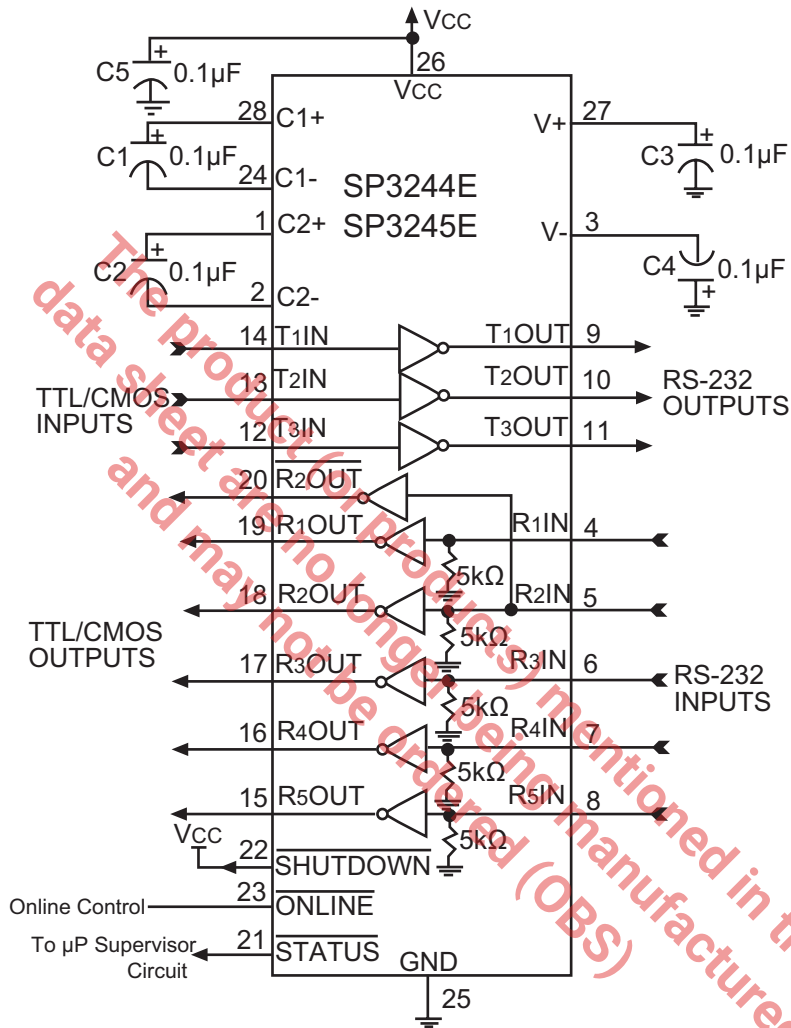 VCC
C5
+
0.1µF
26
VCC
28
C1+
+
C1
0.1µF
24
C1-
SP3244E
SP3245E
V+
27
+
C3
0.1µF
1
C2+
+
C2
0.1µF
2
C2-
V-
3
C4
0.1µF
+
14
T1IN
T1OUT
9
TTL/CMOS
INPUTS
13
T2IN
T2OUT
10
RS-232
OUTPUTS
12
T3IN
T3OUT
11
20
R2OUT
19
R1OUT
R1IN
4
5kΩ
18
R2OUT
R2IN
5
5kΩ
TTL/CMOS
OUTPUTS
17
R3OUT
R3IN
6
RS-232
INPUTS
5kΩ
16
R4OUT
R4IN
7
5kΩ
15
R5OUT
R5IN
8
5kΩ
VCC
22
SHUTDOWN
Online Control
23
ONLINE
To µP Supervisor
Circuit
21
STATUS
GND
25
The product (or products) mentioned in
data sheet are no longer being manufactured
and may not be ordered (OBS)